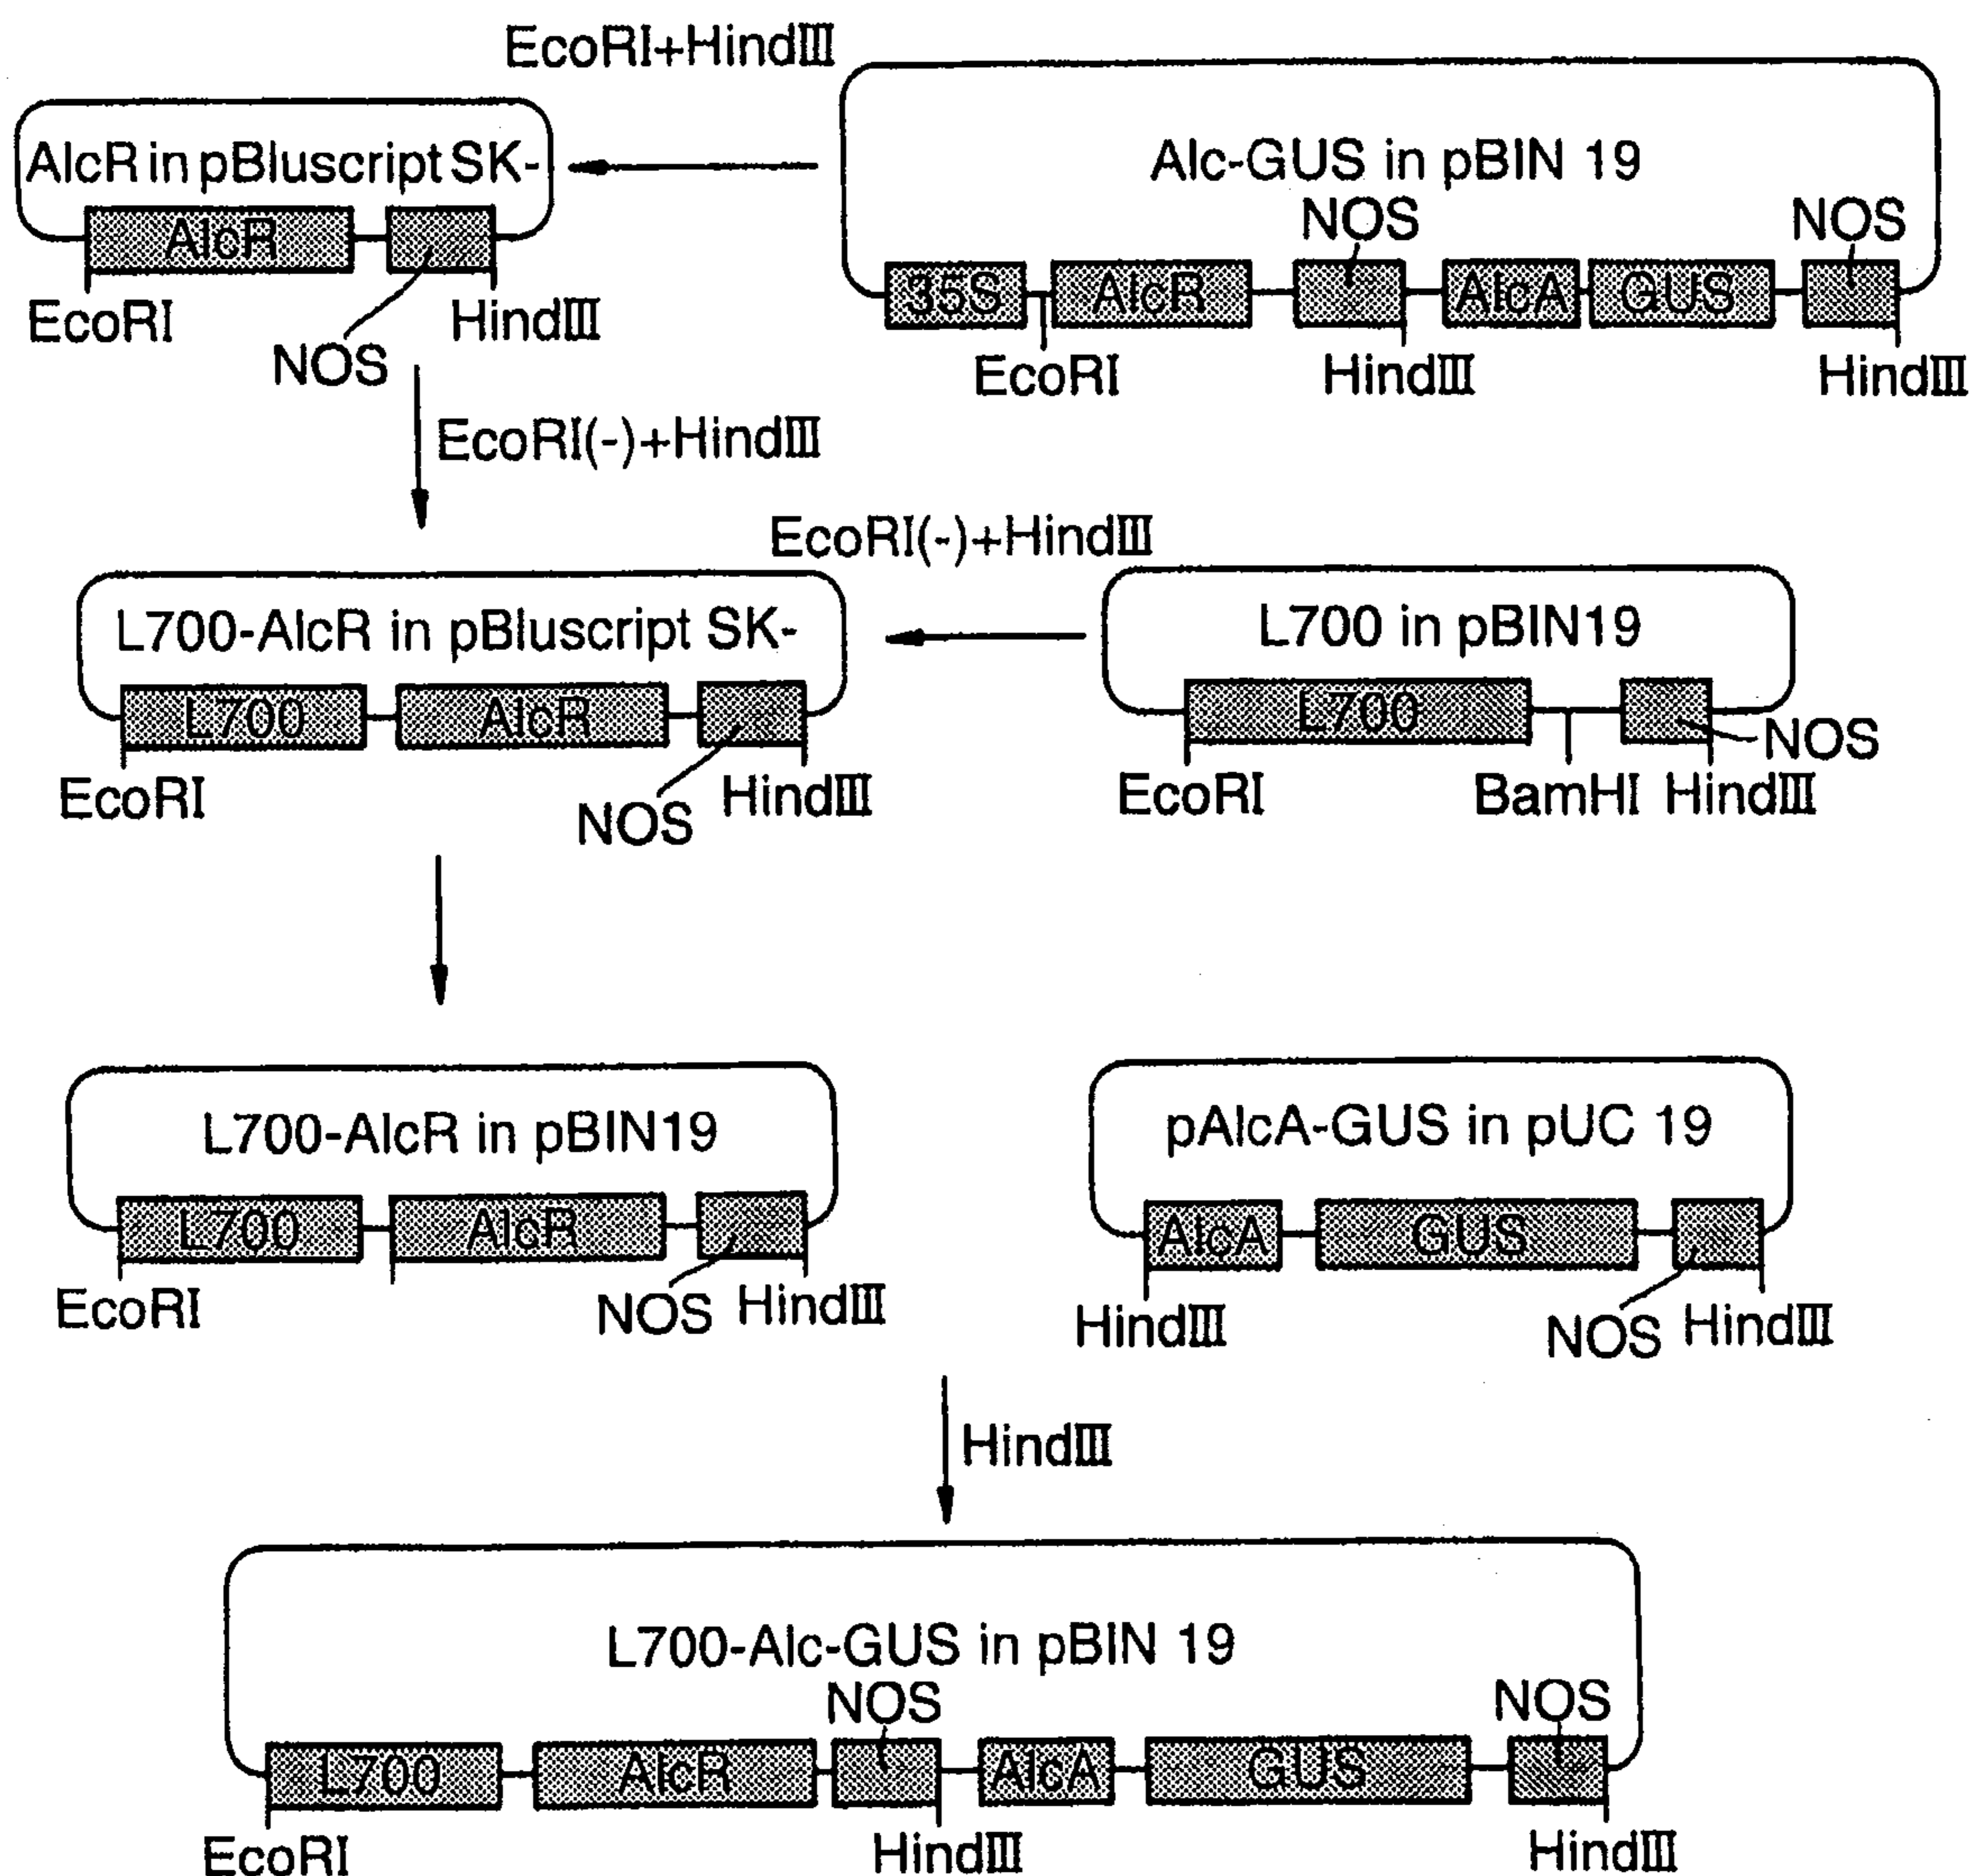 EcoRI+HindⅢ
AlcR in pBluscript SK-
AlcR
EcoRI
NOS
HindⅢ
Alc-GUS in pBIN 19
NOS
NOS
35S
AlcR
AlcA
GUS
EcoRI
HindⅢ
HindⅢ
EcoRI(-)+HindⅢ
EcoRI(-)+HindⅢ
L700-AlcR in pBluscript SK-
L700
AlcR
EcoRI
NOS
HindⅢ
L700 in pBIN19
L700
NOS
EcoRI
BamHI
HindⅢ
L700-AlcR in pBIN19
L700
AlcR
EcoRI
NOS
HindⅢ
pAlcA-GUS in pUC 19
AlcA
GUS
HindⅢ
NOS
HindⅢ
HindⅢ
L700-Alc-GUS in pBIN 19
NOS
NOS
L700
AlcR
AlcA
GUS
EcoRI
HindⅢ
HindⅢ